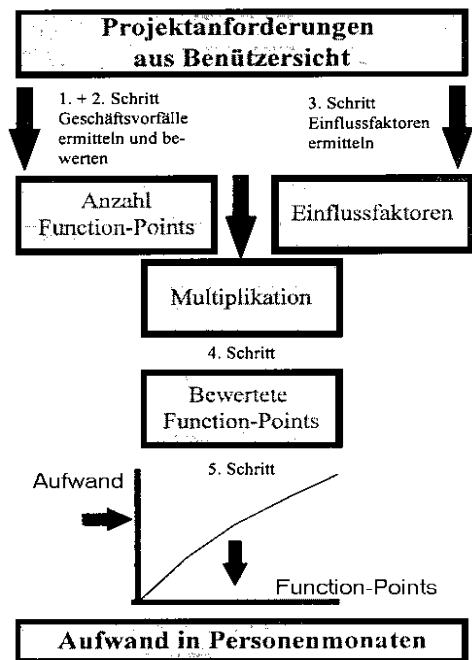 Projektanforderungen
aus Benützersicht
1. + 2. Schritt
Geschäftsvorfälle
ermitteln und be-
werten
3. Schritt
Einflussfaktoren
ermitteln
Anzahl
Function-Points
Einflussfaktoren
Multiplikation
4. Schritt
Bewertete
Function-Points
5. Schritt
Aufwand
Function-Points
Aufwand in Personenmonaten